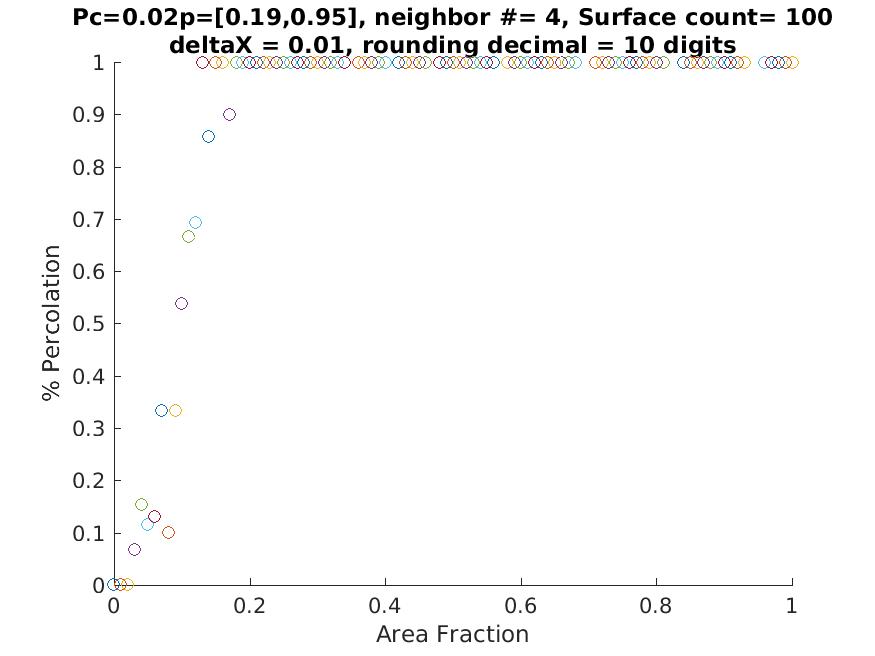 Pc=0.02p=[0.19,0.95], neighbor #= 4, Surface count= 100
deltaX = 0.01, rounding decimal = 10 digits
1
0.9
0.8
0.7
0.6
0.5
0.4
0.3
0.2
0.1
0
% Percolation
0 0.2 0.4 0.6 0.8 1
Area Fraction